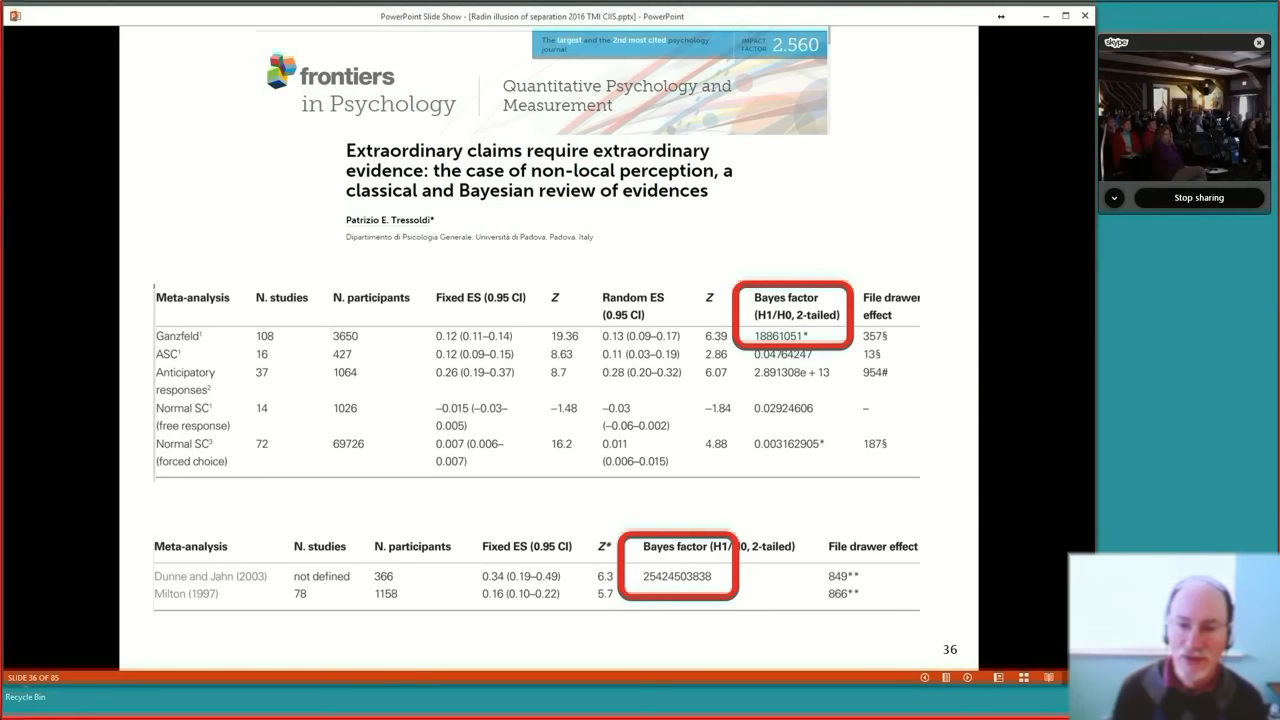 PowerPoint Slide Show - [Radin illusion of separation 2016 TMI CIIS.pptx] - PowerPoint
The largest and the 2nd most cited psychology
journal
IMPACT
FACTOR 2.560
frontiers
in Psychology
Quantitative Psychology and
Measurement
Extraordinary claims require extraordinary
evidence: the case of non-local perception, a
classical and Bayesian review of evidences
Patrizio E. Tressoldi*
Dipartimento di Psicologia Generale, Università di Padova, Padova, Italy
Meta-analysis N. studies N. participants Fixed ES (0.95 CI) Z Random ES Z Bayes factor File drawer
(0.95 CI) (H1/H0, 2-tailed) effect
Ganzfeld¹ 108 3650 0.12 (0.11–0.14) 19.36 0.13 (0.09–0.17) 6.39 18861051* 357§
ASC¹ 16 427 0.12 (0.09–0.15) 8.63 0.11 (0.03–0.19) 2.86 0.04764247 13§
Anticipatory 37 1064 0.26 (0.19–0.37) 8.7 0.28 (0.20–0.32) 6.07 2.891308e + 13 954#
responses²
Normal SC¹ 14 1026 −0.015 (−0.03– −1.48 −0.03 −1.84 0.02924606 –
(free response) 0.005) (−0.06–0.002)
Normal SC³ 72 69726 0.007 (0.006– 16.2 0.011 4.88 0.003162905* 187§
(forced choice) 0.007) (0.006–0.015)
Meta-analysis N. studies N. participants Fixed ES (0.95 CI) Z* Bayes factor (H1/H0, 2-tailed) File drawer effect
Dunne and Jahn (2003) not defined 366 0.34 (0.19–0.49) 6.3 25424503838 849**
Milton (1997) 78 1158 0.16 (0.10–0.22) 5.7 866**
36
SLIDE 36 OF 85
Recycle Bin
skype
Stop sharing